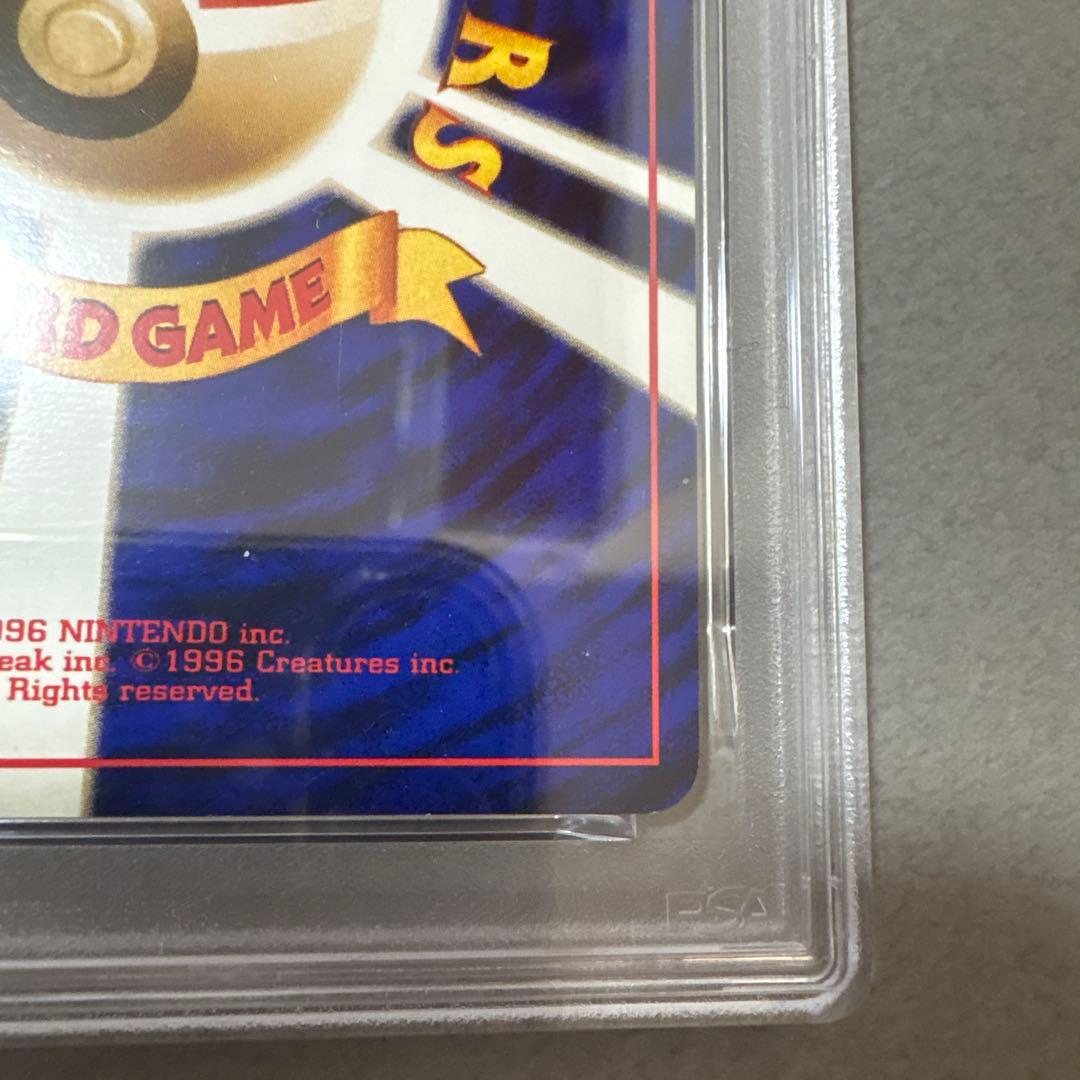 RS
RD GAME
996 NINTENDO inc.
eak inc. ©1996 Creatures inc.
Rights reserved.
PSA